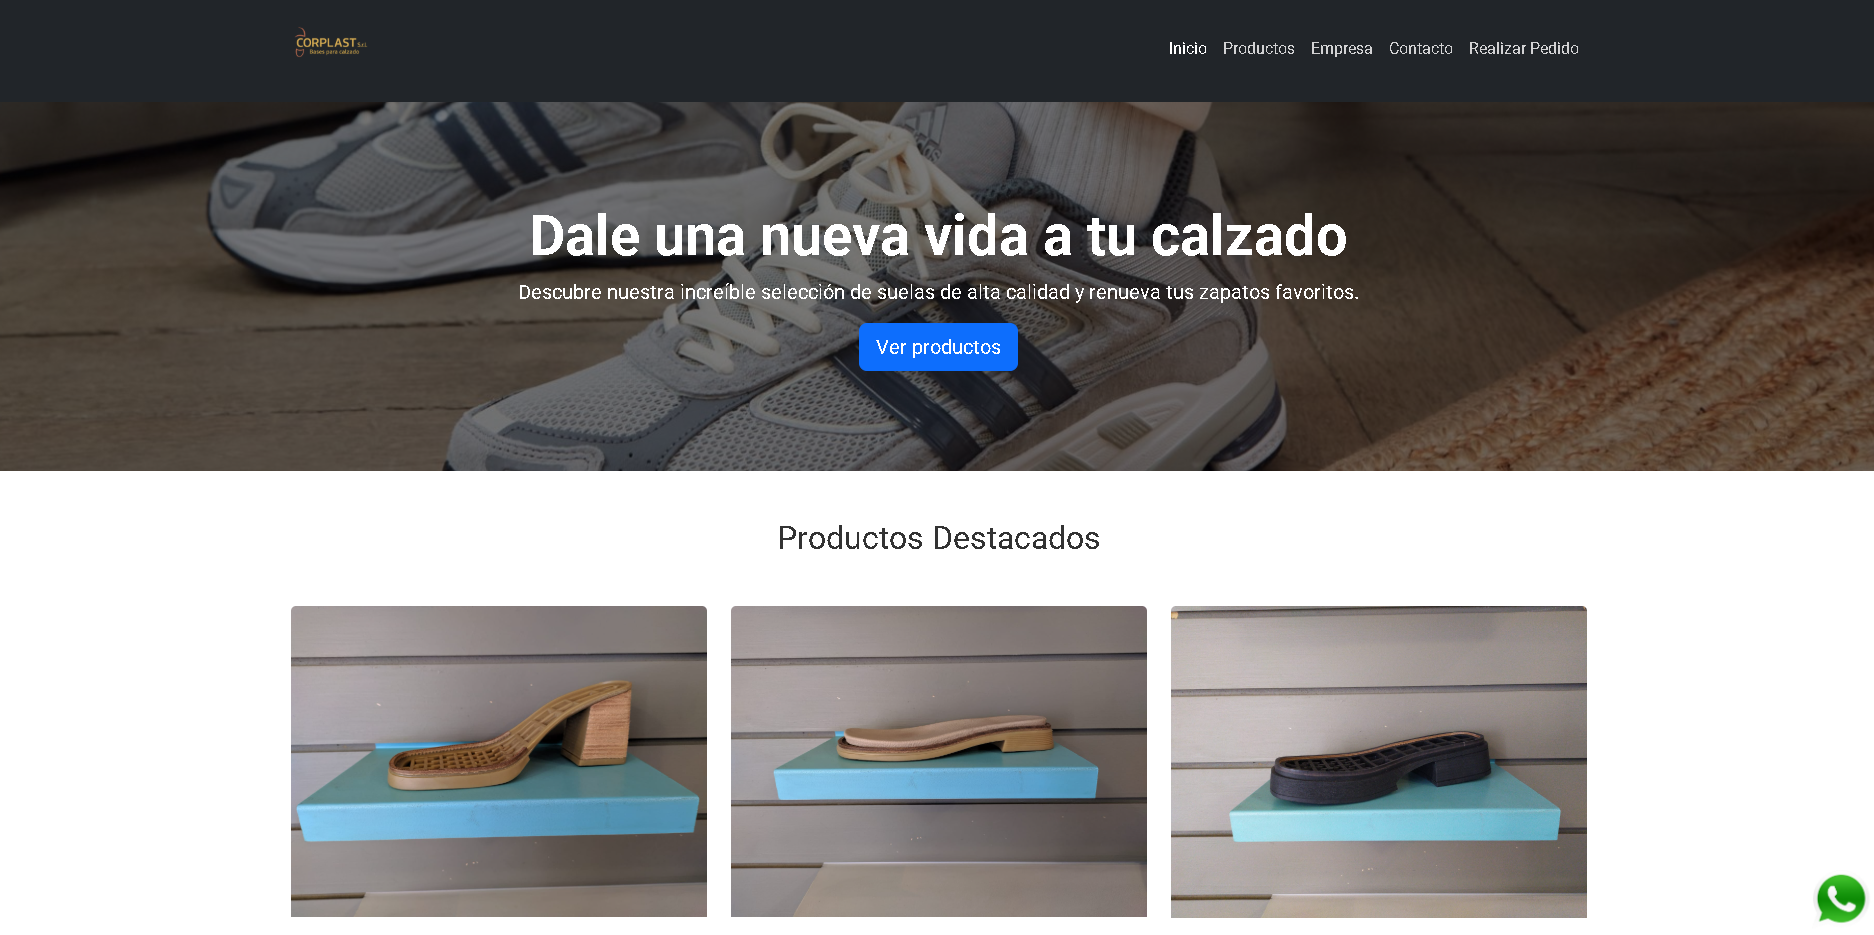 CORPLAST S.r.l.
Bases para calzado
Inicio Productos Empresa Contacto Realizar Pedido
Dale una nueva vida a tu calzado
Descubre nuestra increíble selección de suelas de alta calidad y renueva tus zapatos favoritos.
Ver productos
Productos Destacados